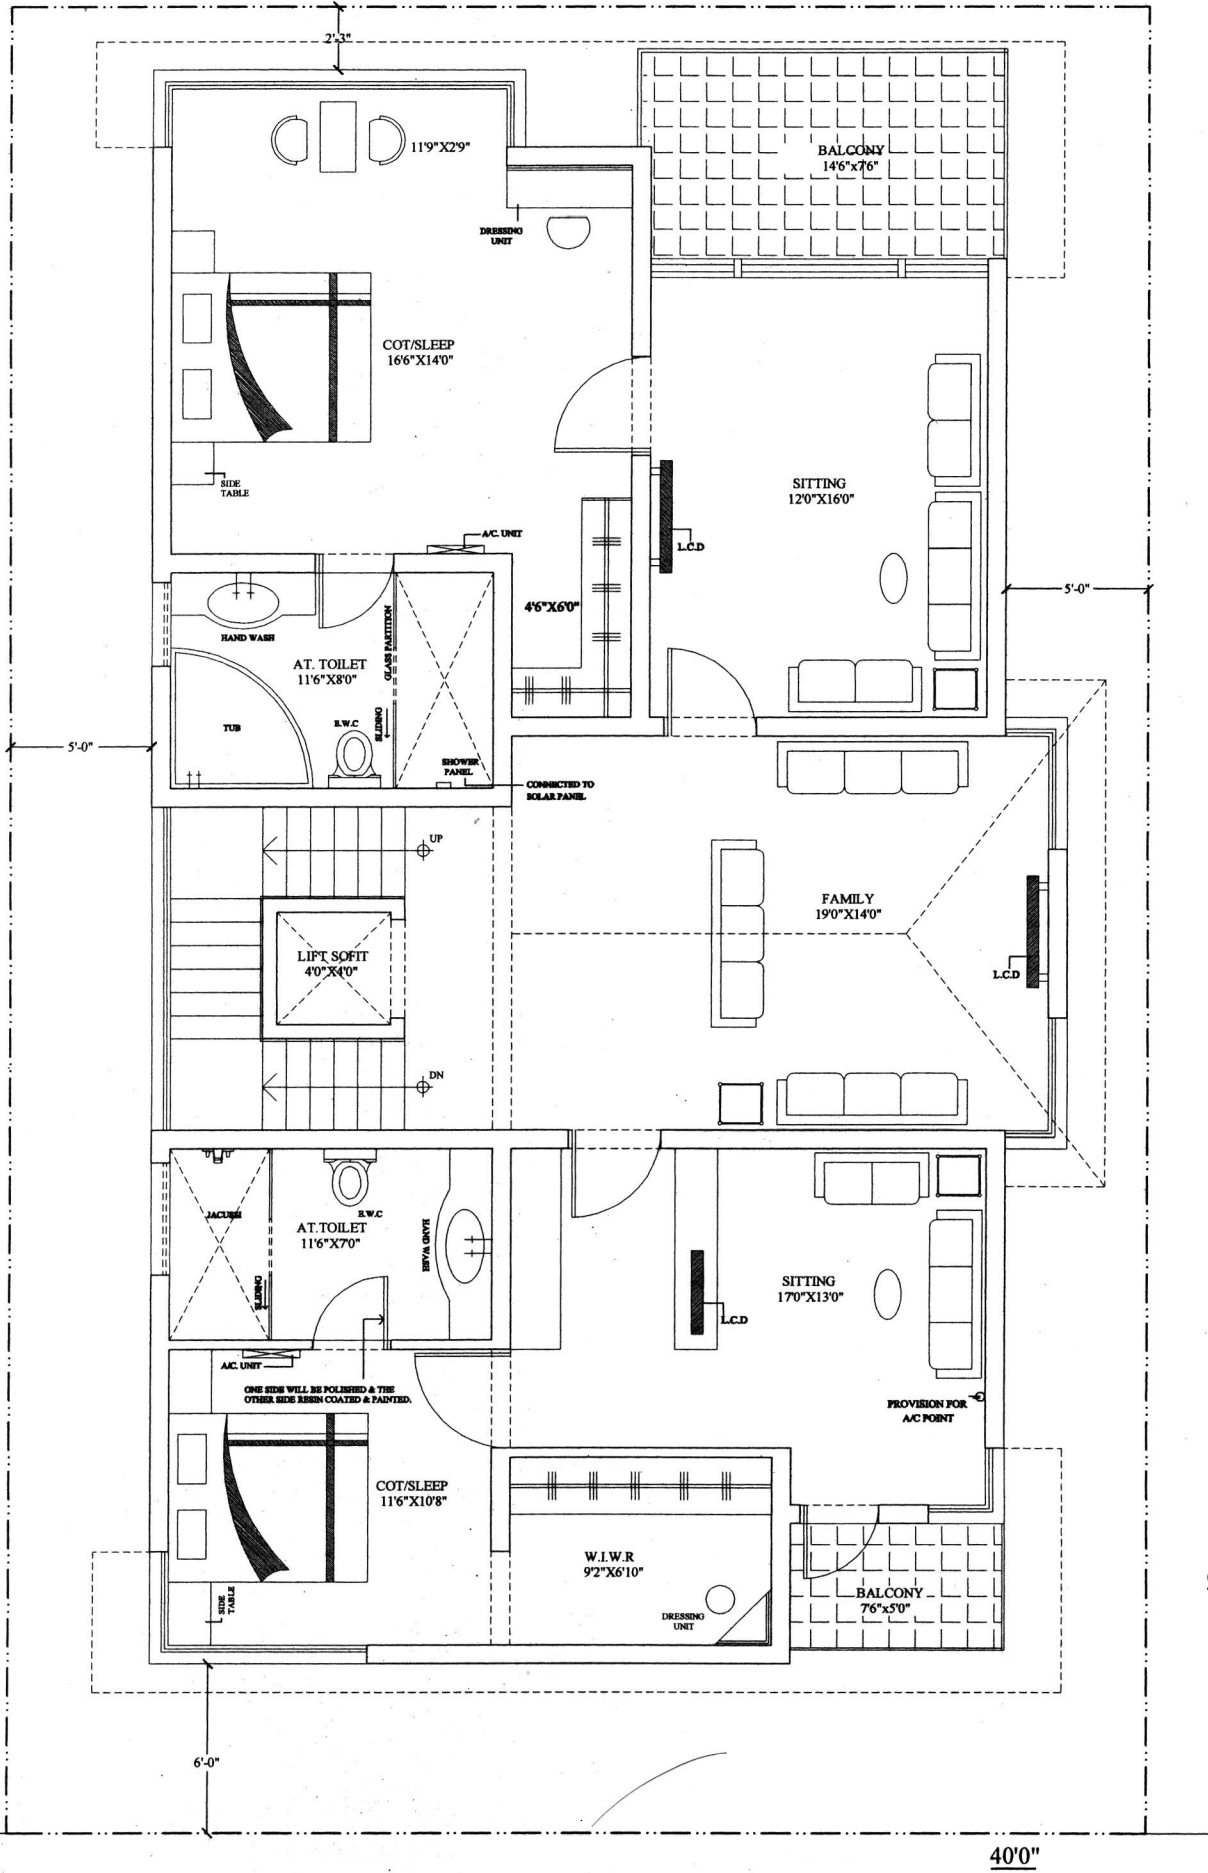 2'-3"
11'9"X2'9"
BALCONY
14'6"x7'6"
DRESSING
UNIT
COT/SLEEP
16'6"X14'0"
SIDE
TABLE
A/C. UNIT
SITTING
12'0"X16'0"
L.C.D
5'-0"
4'6"X6'0"
HAND WASH
GLASS PARTITION
AT. TOILET
11'6"X8'0"
TUB
E.W.C
SLIDING
SHOWER
PANEL
CONNECTED TO
SOLAR PANEL
5'-0"
UP
FAMILY
19'0"X14'0"
LIFT SOFIT
4'0"X4'0"
L.C.D
DN
JACUSSI
E.W.C
AT.TOILET
11'6"X7'0"
HAND WASH
SLIDING
SITTING
17'0"X13'0"
L.C.D
A/C. UNIT
ONE SIDE WILL BE POLISHED & THE
OTHER SIDE RESIN COATED & PAINTED.
PROVISION FOR
A/C POINT
COT/SLEEP
11'6"X10'8"
W.I.W.R
9'2"X6'10"
SIDE
TABLE
DRESSING
UNIT
BALCONY
7'6"x5'0"
6'-0"
40'0"